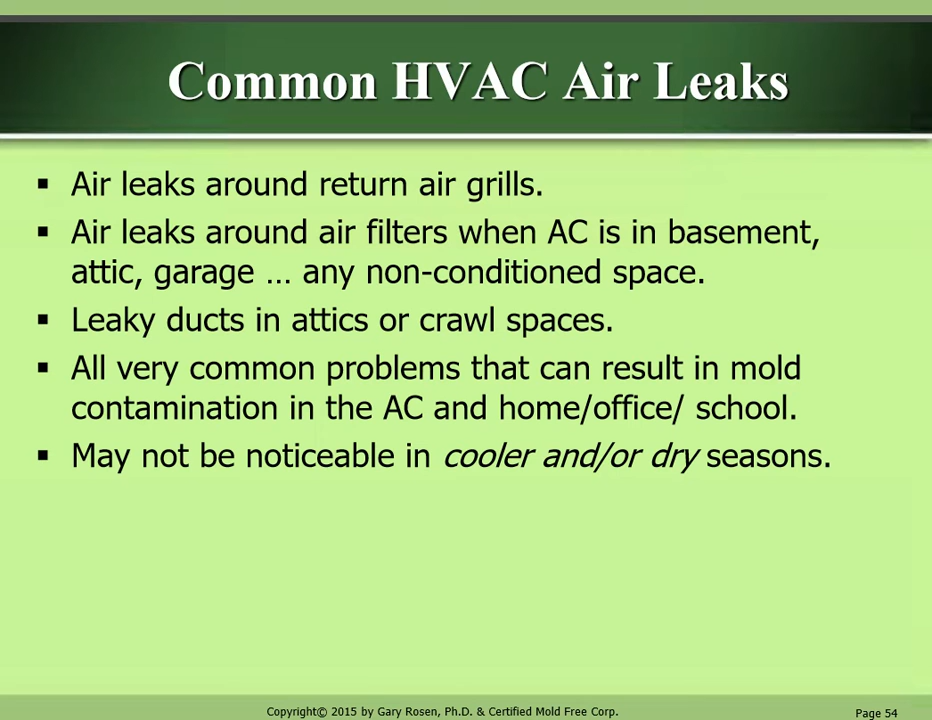 Common HVAC Air Leaks
▪ Air leaks around return air grills.
▪ Air leaks around air filters when AC is in basement,
attic, garage … any non-conditioned space.
▪ Leaky ducts in attics or crawl spaces.
▪ All very common problems that can result in mold
contamination in the AC and home/office/ school.
▪ May not be noticeable in cooler and/or dry seasons.
Copyright© 2015 by Gary Rosen, Ph.D. & Certified Mold Free Corp.
Page 54